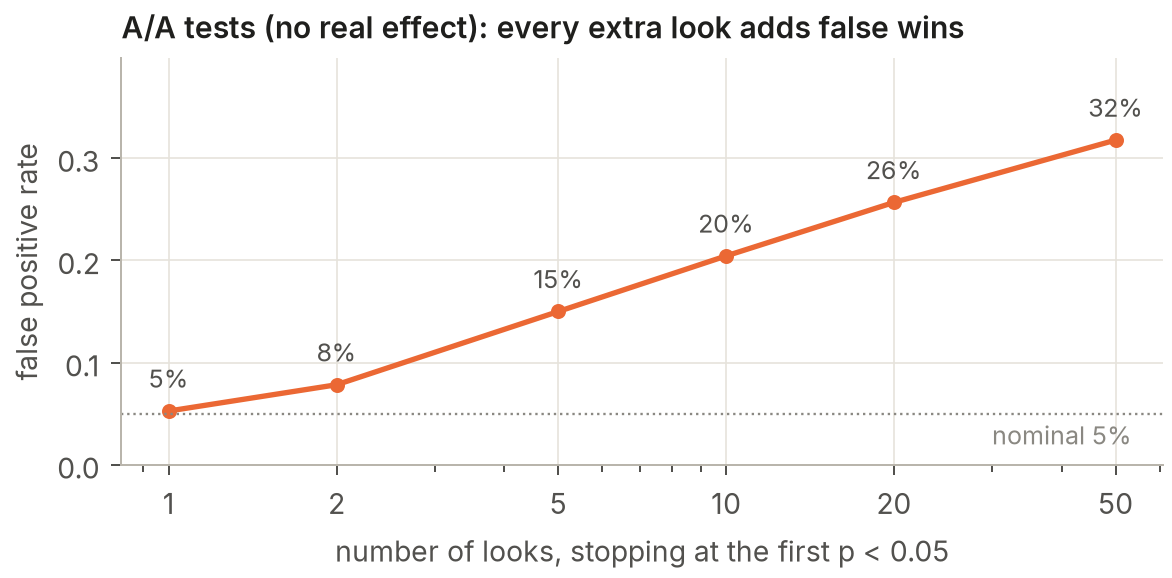 A/A tests (no real effect): every extra look adds false wins
false positive rate
0.3
0.2
0.1
0.0
5%
8%
15%
20%
26%
32%
nominal 5%
1 2 5 10 20 50
number of looks, stopping at the first p < 0.05